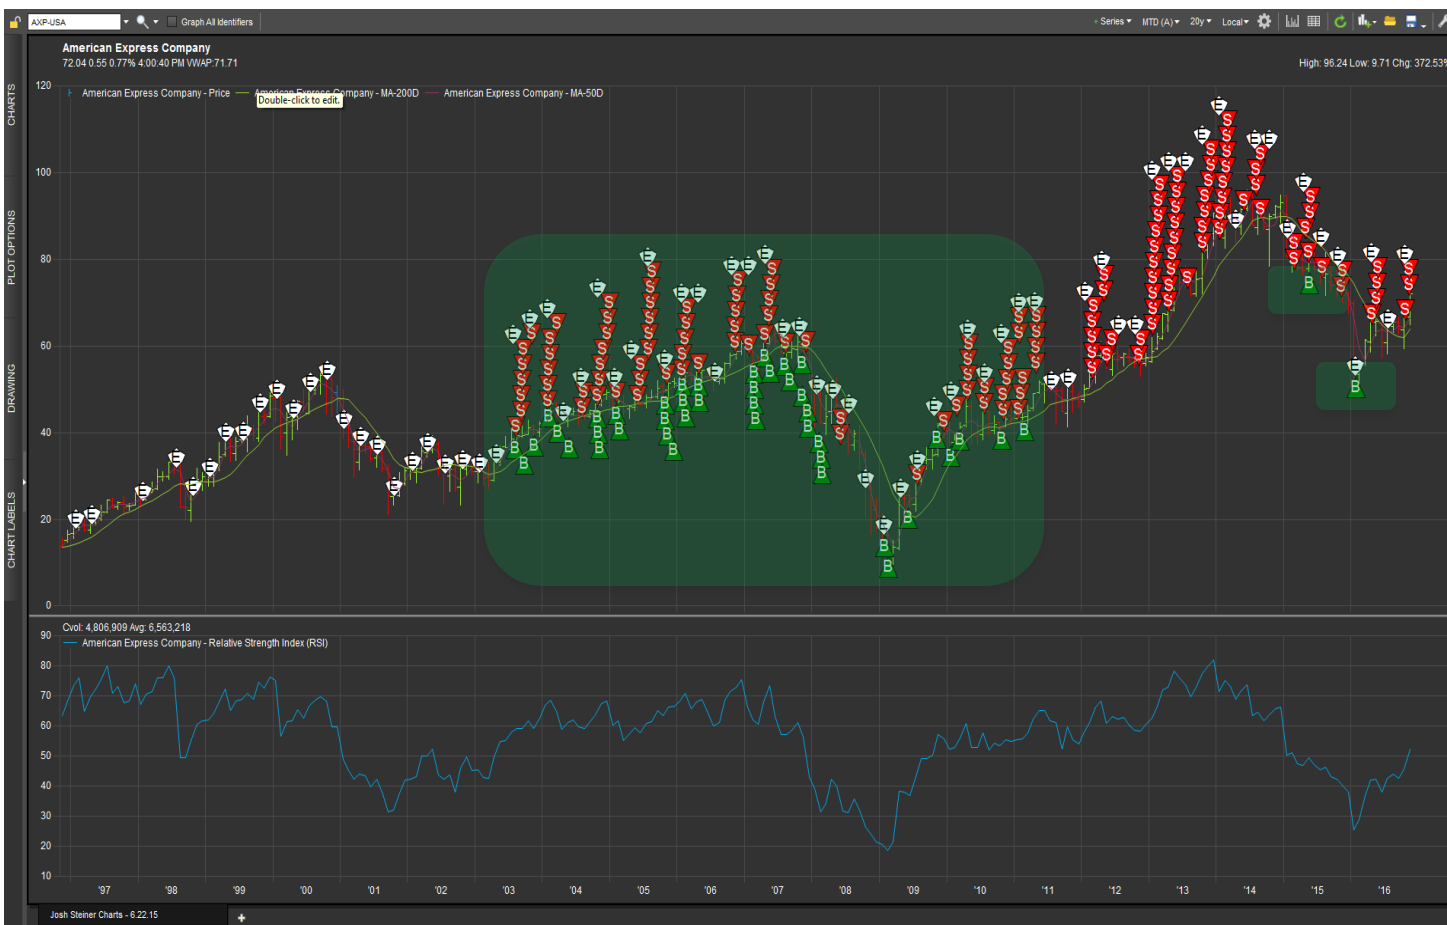 AXP-USA
Graph All Identifiers
+ Series
MTD (A)
20y
Local
American Express Company
72.04 0.55 0.77% 4:00:40 PM VWAP:71.71
High: 96.24 Low: 9.71 Chg: 372.53%
American Express Company - Price
American Express Company - MA-200D
American Express Company - MA-50D
Double-click to edit.
CHARTS
PLOT OPTIONS
DRAWING
CHART LABELS
120
100
80
60
40
20
0
Cvol: 4,806,909 Avg: 6,563,218
American Express Company - Relative Strength Index (RSI)
90
80
70
60
50
40
30
20
10
'97 '98 '99 '00 '01 '02 '03 '04 '05 '06 '07 '08 '09 '10 '11 '12 '13 '14 '15 '16
Josh Steiner Charts - 6.22.15